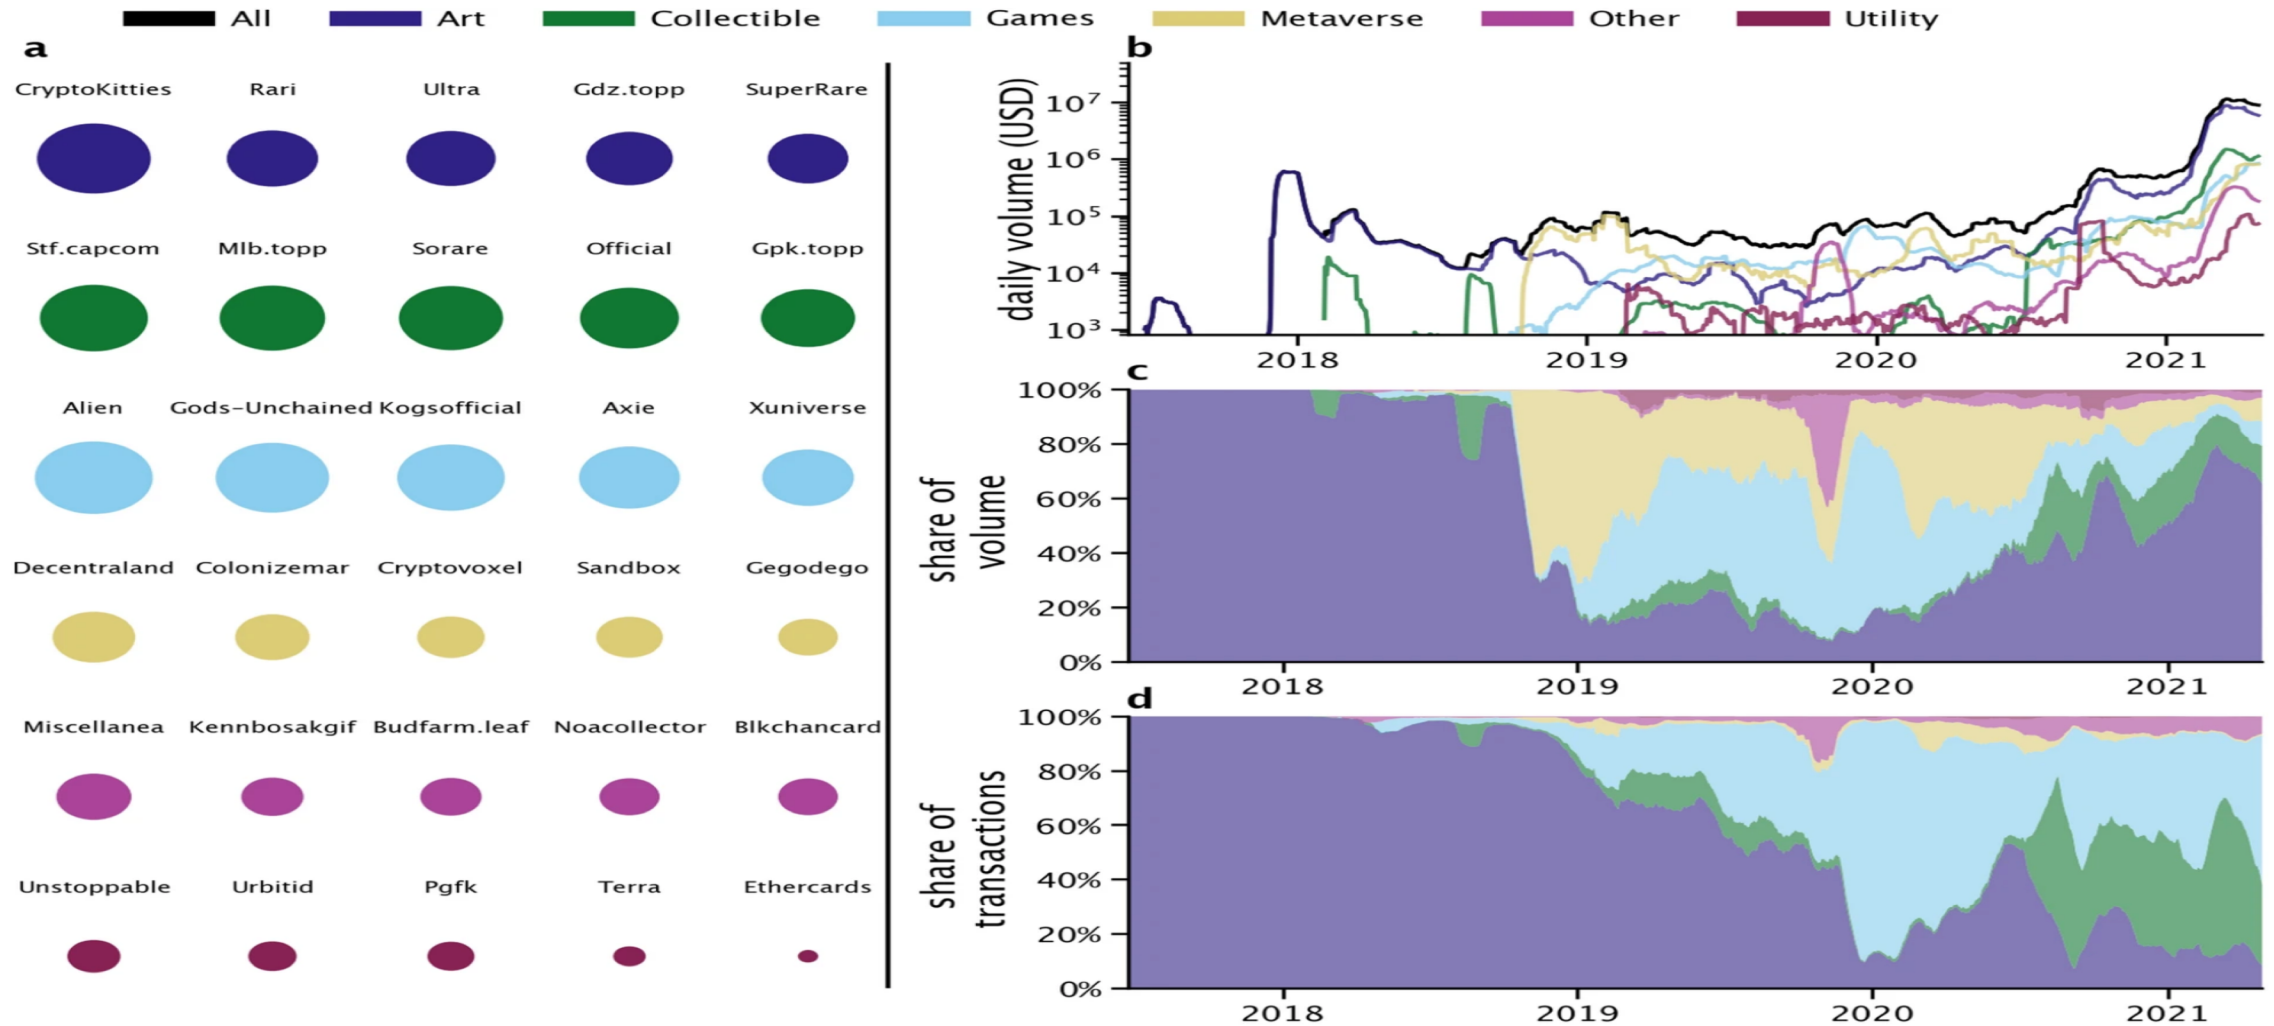 All Art Collectible Games Metaverse Other Utility
a
CryptoKitties Rari Ultra Gdz.topp SuperRare
Stf.capcom Mlb.topp Sorare Official Gpk.topp
Alien Gods-Unchained Kogsofficial Axie Xuniverse
Decentraland Colonizemar Cryptovoxel Sandbox Gegodego
Miscellanea Kennbosakgif Budfarm.leaf Noacollector Blkchancard
Unstoppable Urbitid Pgfk Terra Ethercards
b
daily volume (USD)
10⁷
10⁶
10⁵
10⁴
10³
2018 2019 2020 2021
c
share of
volume
100%
80%
60%
40%
20%
0%
2018 2019 2020 2021
d
share of
transactions
100%
80%
60%
40%
20%
0%
2018 2019 2020 2021